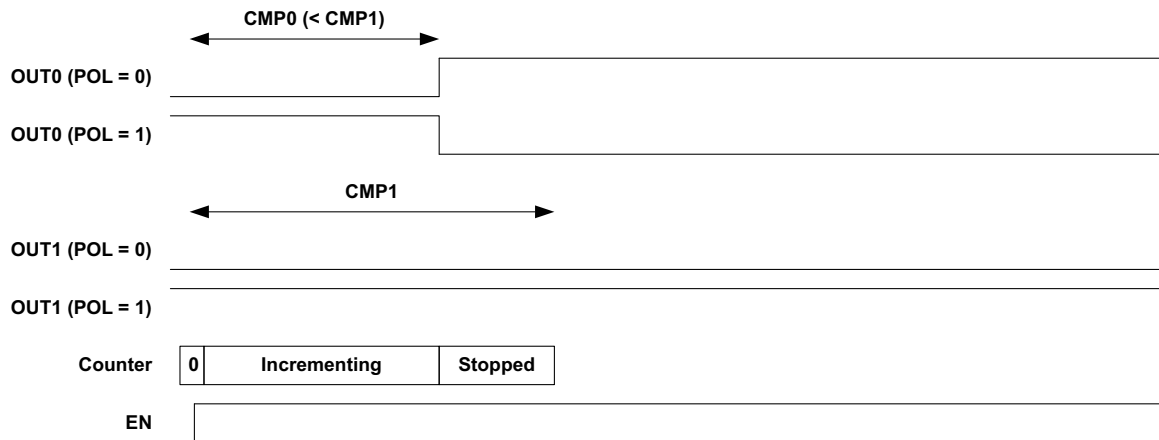 CMP0 (< CMP1)
OUT0 (POL = 0)
OUT0 (POL = 1)
CMP1
OUT1 (POL = 0)
OUT1 (POL = 1)
Counter 0 Incrementing Stopped
EN